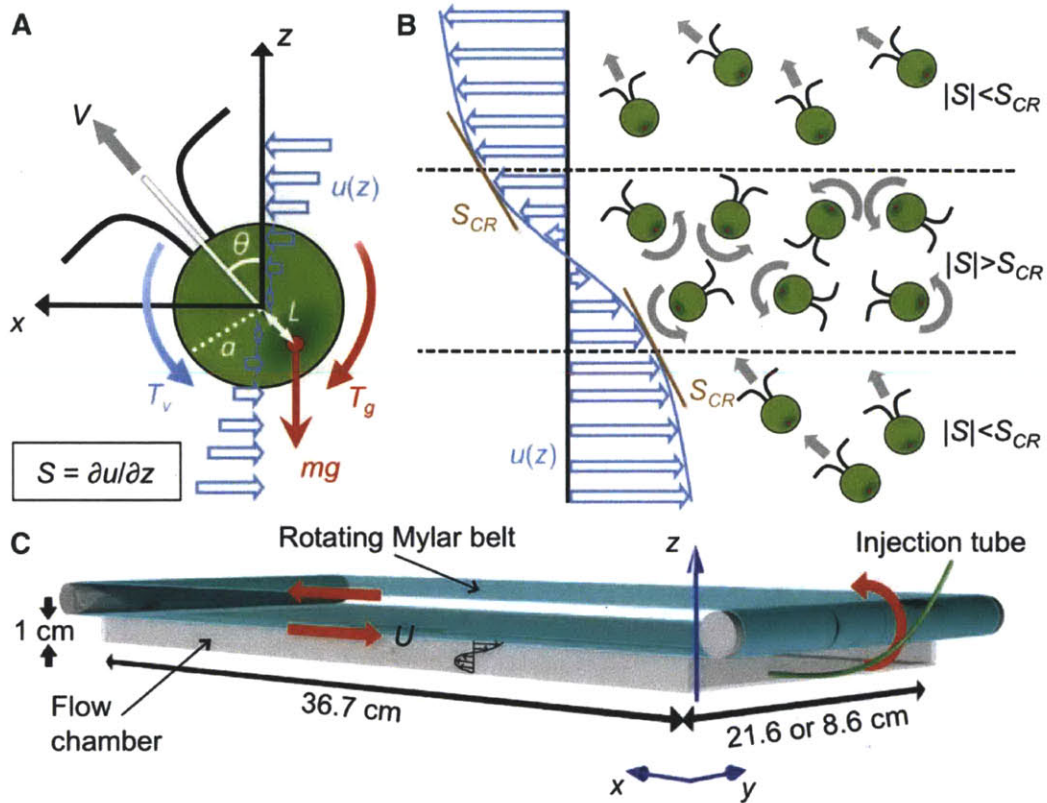 A
z
V
u(z)
θ
x
L
a
T_v
T_g
mg
S = ∂u/∂z
B
|S|<S_CR
S_CR
|S|>S_CR
S_CR
u(z)
|S|<S_CR
C
Rotating Mylar belt
z
Injection tube
1 cm
U
Flow
chamber
36.7 cm
21.6 or 8.6 cm
x
y